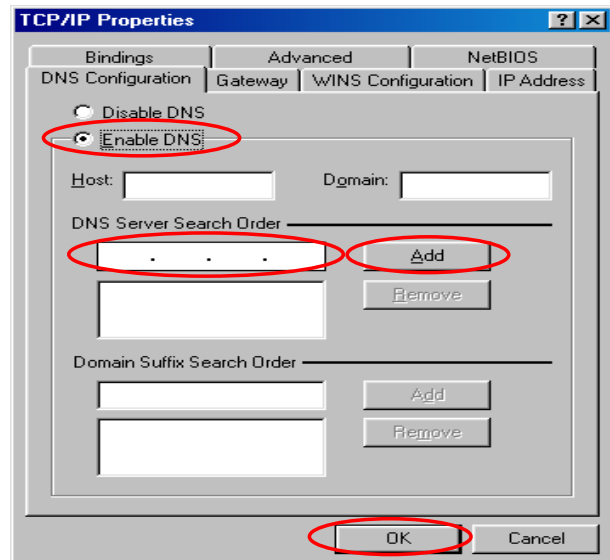 TCP/IP Properties
Bindings Advanced NetBIOS
DNS Configuration Gateway WINS Configuration IP Address
Disable DNS
Enable DNS
Host: Domain:
DNS Server Search Order
. . . Add
Remove
Domain Suffix Search Order
Add
Remove
OK Cancel